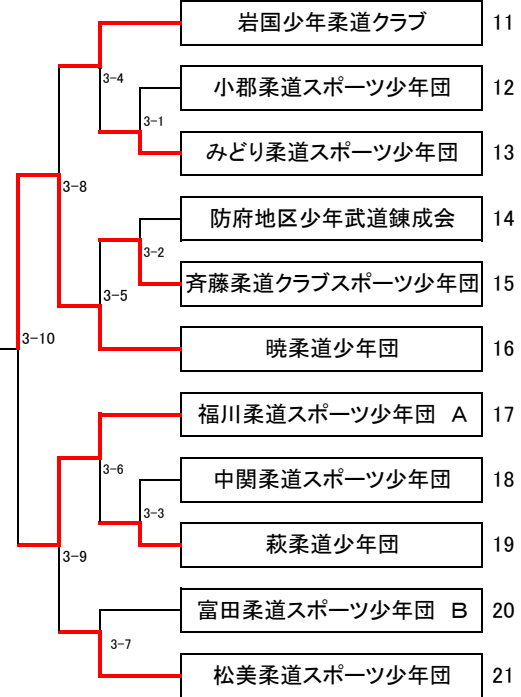 岩国少年柔道クラブ 11
3-4
小郡柔道スポーツ少年団 12
3-1
みどり柔道スポーツ少年団 13
3-8
防府地区少年武道錬成会 14
3-2
斉藤柔道クラブスポーツ少年団 15
3-5
3-10
暁柔道少年団 16
福川柔道スポーツ少年団 A 17
3-6
中関柔道スポーツ少年団 18
3-3
萩柔道少年団 19
3-9
富田柔道スポーツ少年団 B 20
3-7
松美柔道スポーツ少年団 21